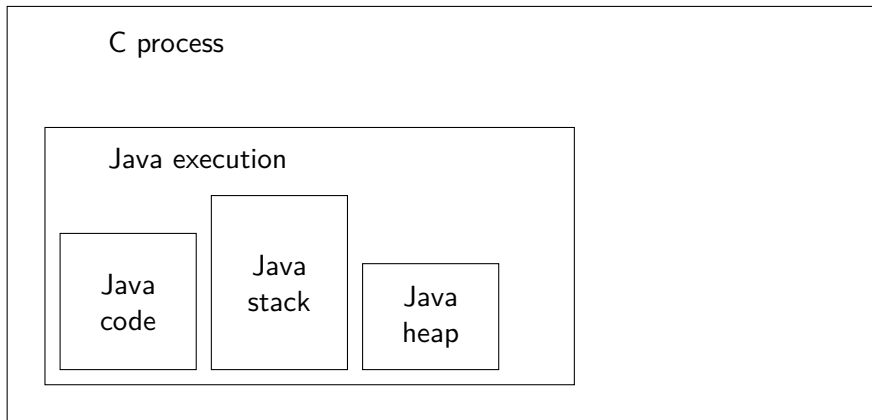 C process
Java execution
Java
code
Java
stack
Java
heap